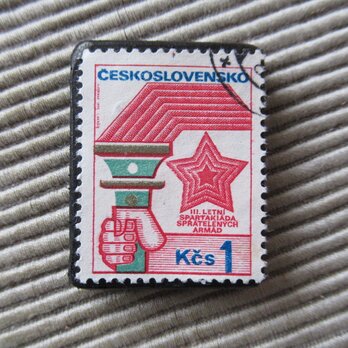 ČESKOSLOVENSKO
III. LETNÍ
SPARTAKIÁDA
SPŘÁTELENÝCH
ARMÁD
Kčs 1